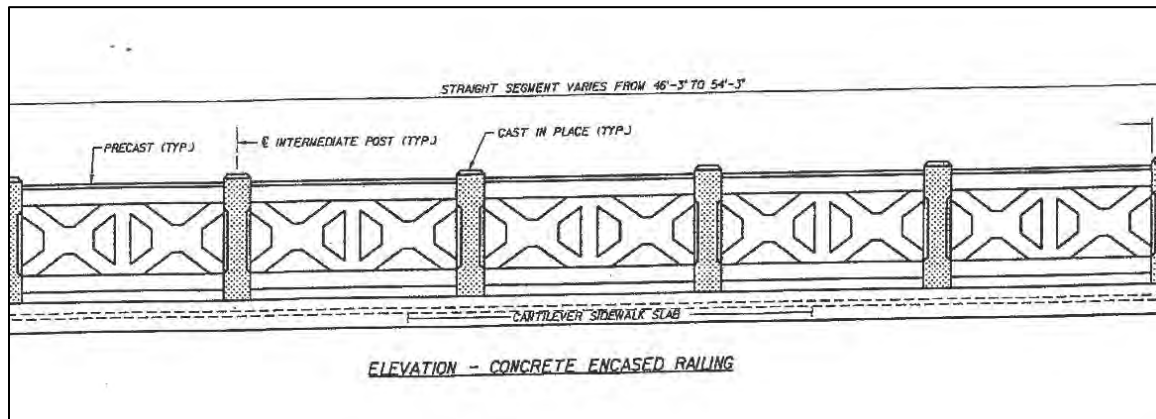 STRAIGHT SEGMENT VARIES FROM 46'-3" TO 54'-3"
PRECAST (TYP.)
℄ INTERMEDIATE POST (TYP.)
CAST IN PLACE (TYP.)
CANTILEVER SIDEWALK SLAB
ELEVATION - CONCRETE ENCASED RAILING